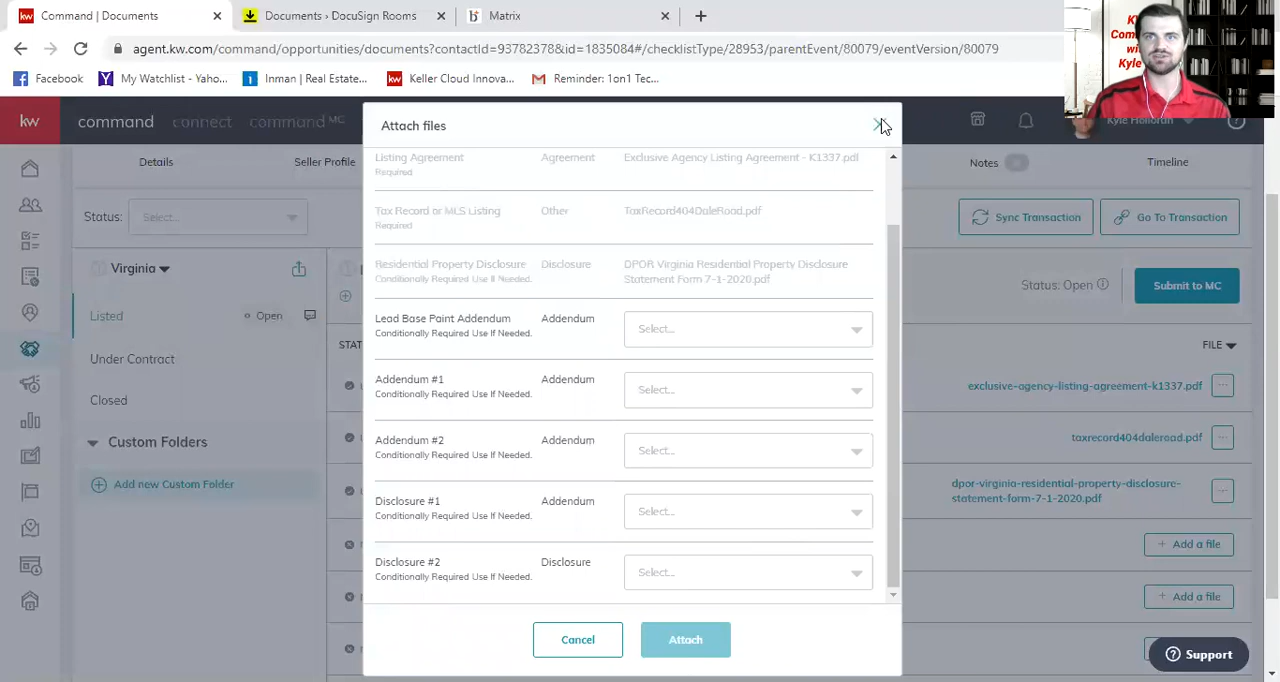 Command | Documents
Documents › DocuSign Rooms
Matrix
agent.kw.com/command/opportunities/documents?dealId=93782378&id=1835084#/checklistType/28953/parentEvent/80079/eventVersion/80079
Facebook
My Watchlist - Yaho...
Inman | Real Estate...
Keller Cloud Innova...
Reminder: 1on1 Tec...
kw
command
connect
command MC
Kyle
Details
Seller Profile
Notes
Timeline
Status:
Select...
Sync Transaction
Go To Transaction
Virginia
Listed
Open
Under Contract
Closed
Custom Folders
Add new Custom Folder
Status: Open
Submit to MC
FILE
exclusive-agency-listing-agreement-k1337.pdf
taxrecord404daleroad.pdf
dpor-virginia-residential-property-disclosure-
statement-form-7-1-2020.pdf
+ Add a file
+ Add a file
Support
Attach files
Listing Agreement
Required
Agreement
Exclusive Agency Listing Agreement - K1337.pdf
Tax Record or MLS Listing
Required
Other
TaxRecord404DaleRoad.pdf
Residential Property Disclosure
Conditionally Required Use If Needed.
Disclosure
DPOR Virginia Residential Property Disclosure
Statement Form 7-1-2020.pdf
Lead Base Paint Addendum
Conditionally Required Use If Needed.
Addendum
Select...
Addendum #1
Conditionally Required Use If Needed.
Addendum
Select...
Addendum #2
Conditionally Required Use If Needed.
Addendum
Select...
Disclosure #1
Conditionally Required Use If Needed.
Addendum
Select...
Disclosure #2
Conditionally Required Use If Needed.
Disclosure
Select...
Cancel
Attach